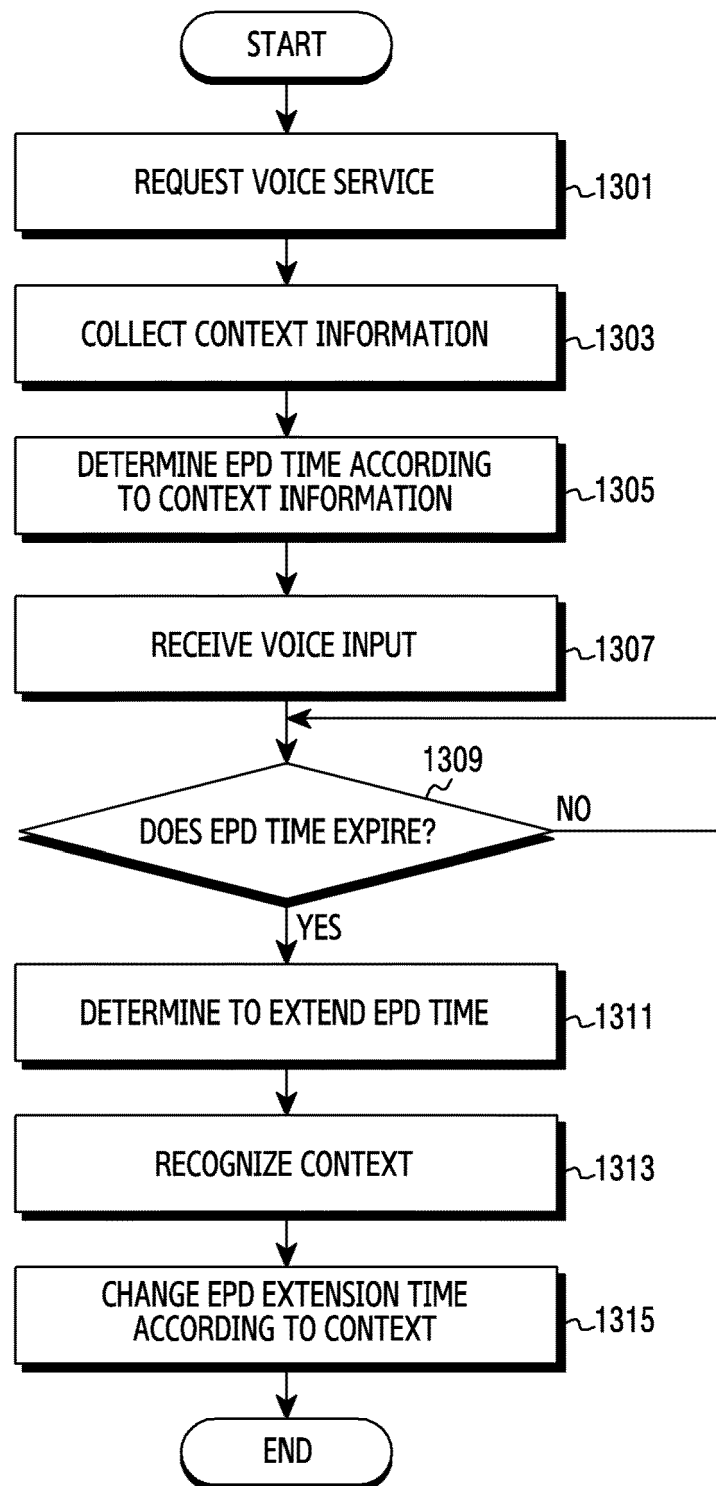 START
REQUEST VOICE SERVICE
1301
COLLECT CONTEXT INFORMATION
1303
DETERMINE EPD TIME ACCORDING
TO CONTEXT INFORMATION
1305
RECEIVE VOICE INPUT
1307
1309
DOES EPD TIME EXPIRE?
NO
YES
DETERMINE TO EXTEND EPD TIME
1311
RECOGNIZE CONTEXT
1313
CHANGE EPD EXTENSION TIME
ACCORDING TO CONTEXT
1315
END